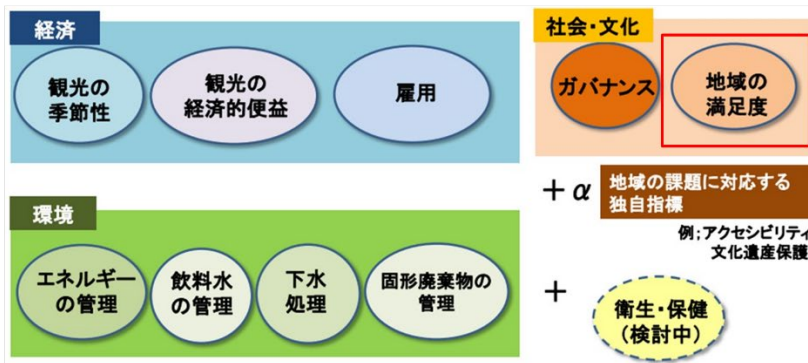 経済
観光の
季節性
観光の
経済的便益
雇用
社会・文化
ガバナンス
地域の
満足度
+α
地域の課題に対応する
独自指標
例;アクセシビリティ
文化遺産保護
環境
エネルギー
の管理
飲料水
の管理
下水
処理
固形廃棄物の
管理
+
衛生・保健
(検討中)